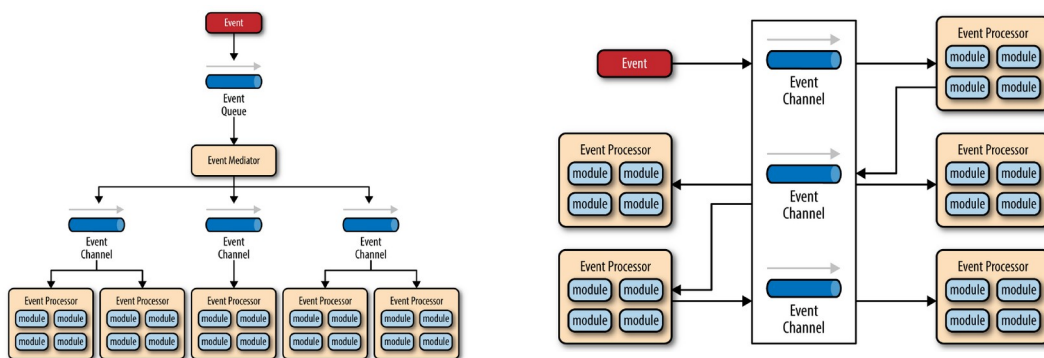 Event
Event
Queue
Event Mediator
Event
Channel
Event
Channel
Event
Channel
Event Processor
module module
module module
Event Processor
module module
module module
Event Processor
module module
module module
Event Processor
module module
module module
Event Processor
module module
module module
Event
Event
Channel
Event Processor
module module
module module
Event Processor
module module
module module
Event
Channel
Event Processor
module module
module module
Event Processor
module module
module module
Event
Channel
Event Processor
module module
module module